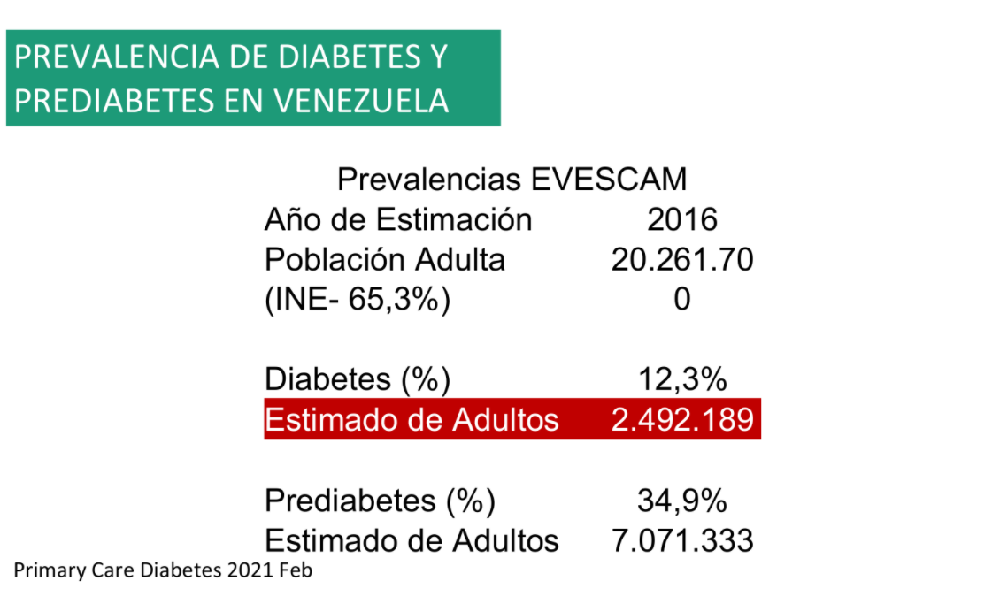 PREVALENCIA DE DIABETES Y
PREDIABETES EN VENEZUELA
Prevalencias EVESCAM
Año de Estimación 2016
Población Adulta 20.261.70
(INE- 65,3%) 0
Diabetes (%) 12,3%
Estimado de Adultos 2.492.189
Prediabetes (%) 34,9%
Estimado de Adultos 7.071.333
Primary Care Diabetes 2021 Feb